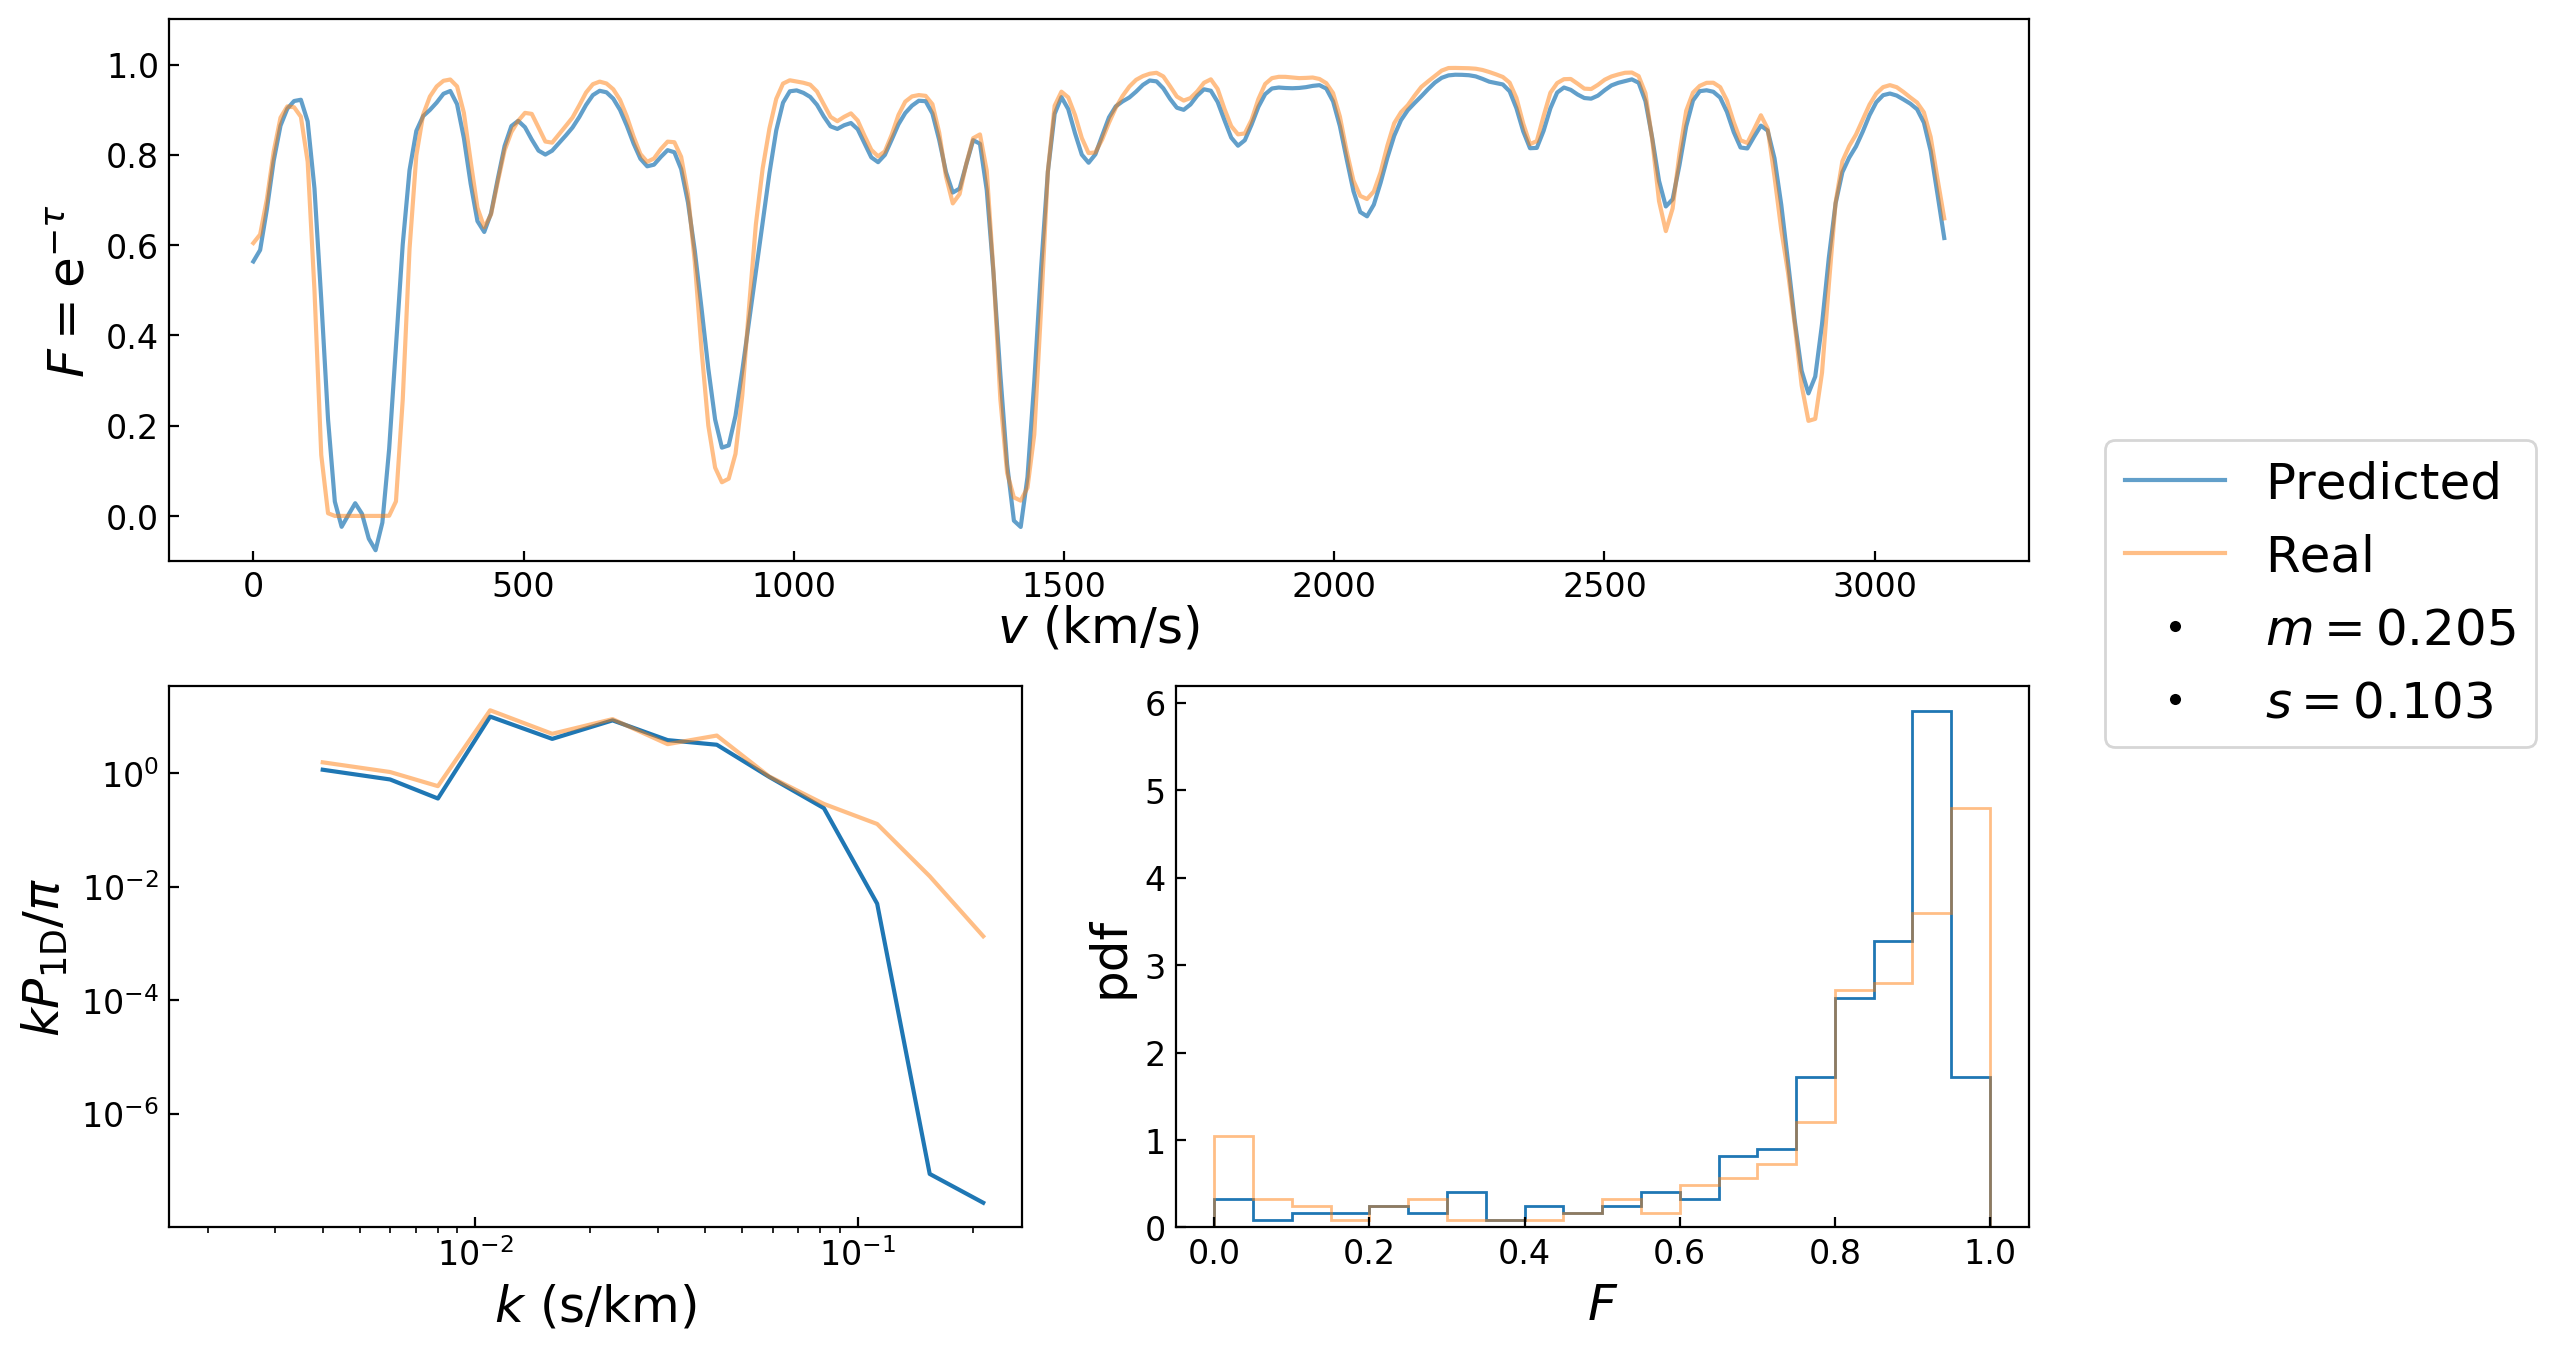 1.0
0.8
0.6
0.4
0.2
0.0
F = e^{−τ}
0 500 1000 1500 2000 2500 3000
v (km/s)
Predicted
Real
m = 0.205
s = 0.103
10^0
10^{−2}
10^{−4}
10^{−6}
kP_{1D}/π
10^{−2} 10^{−1}
k (s/km)
6
5
4
3
2
1
0
pdf
0.0 0.2 0.4 0.6 0.8 1.0
F